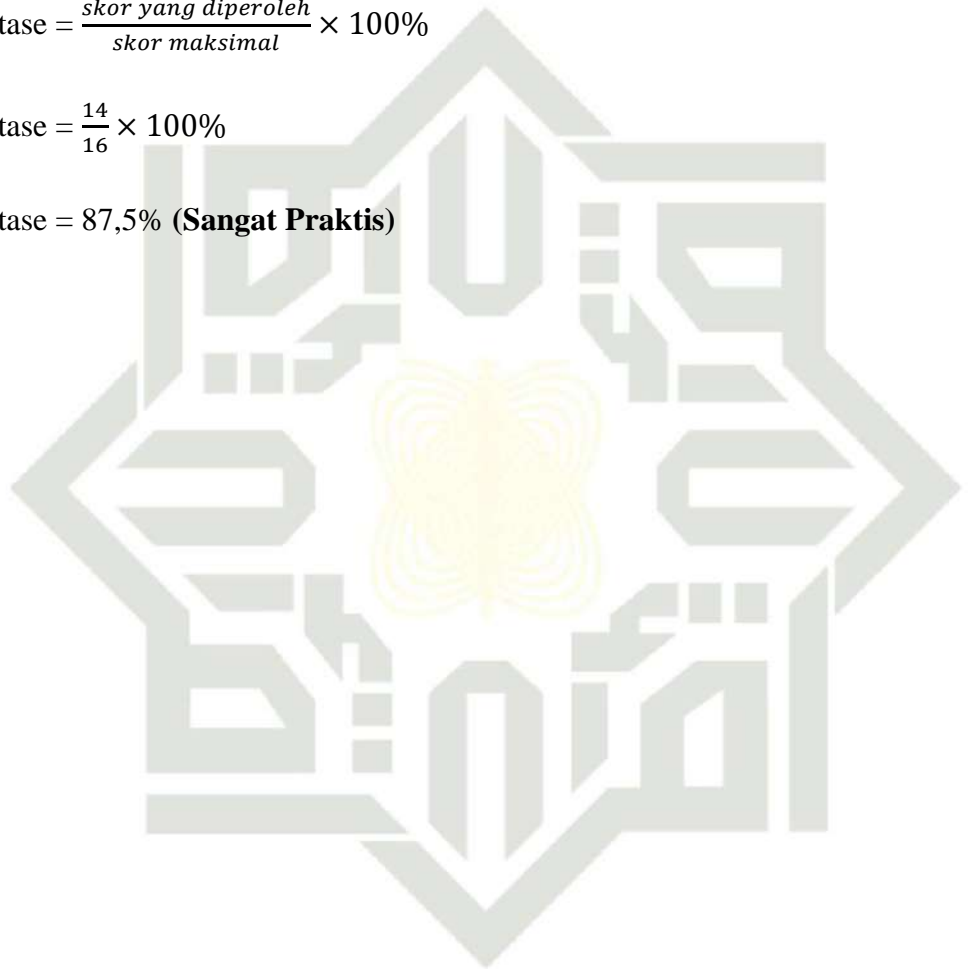 tase = skor yang diperoleh / skor maksimal × 100%
tase = 14/16 × 100%
tase = 87,5% (Sangat Praktis)